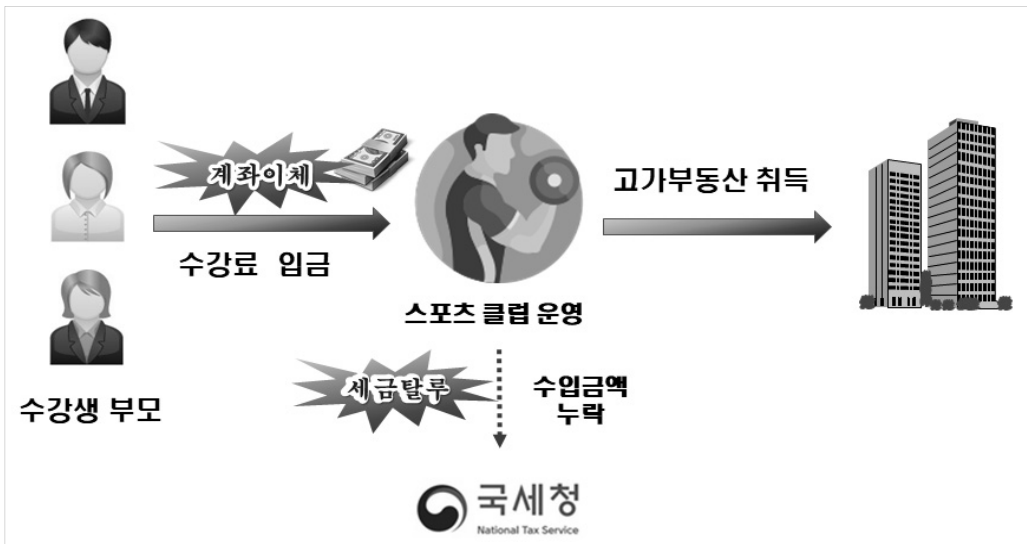 계좌이체
수강료 입금
고가부동산 취득
스포츠 클럽 운영
수강생 부모
세금탈루
수입금액
누락
국세청
National Tax Service